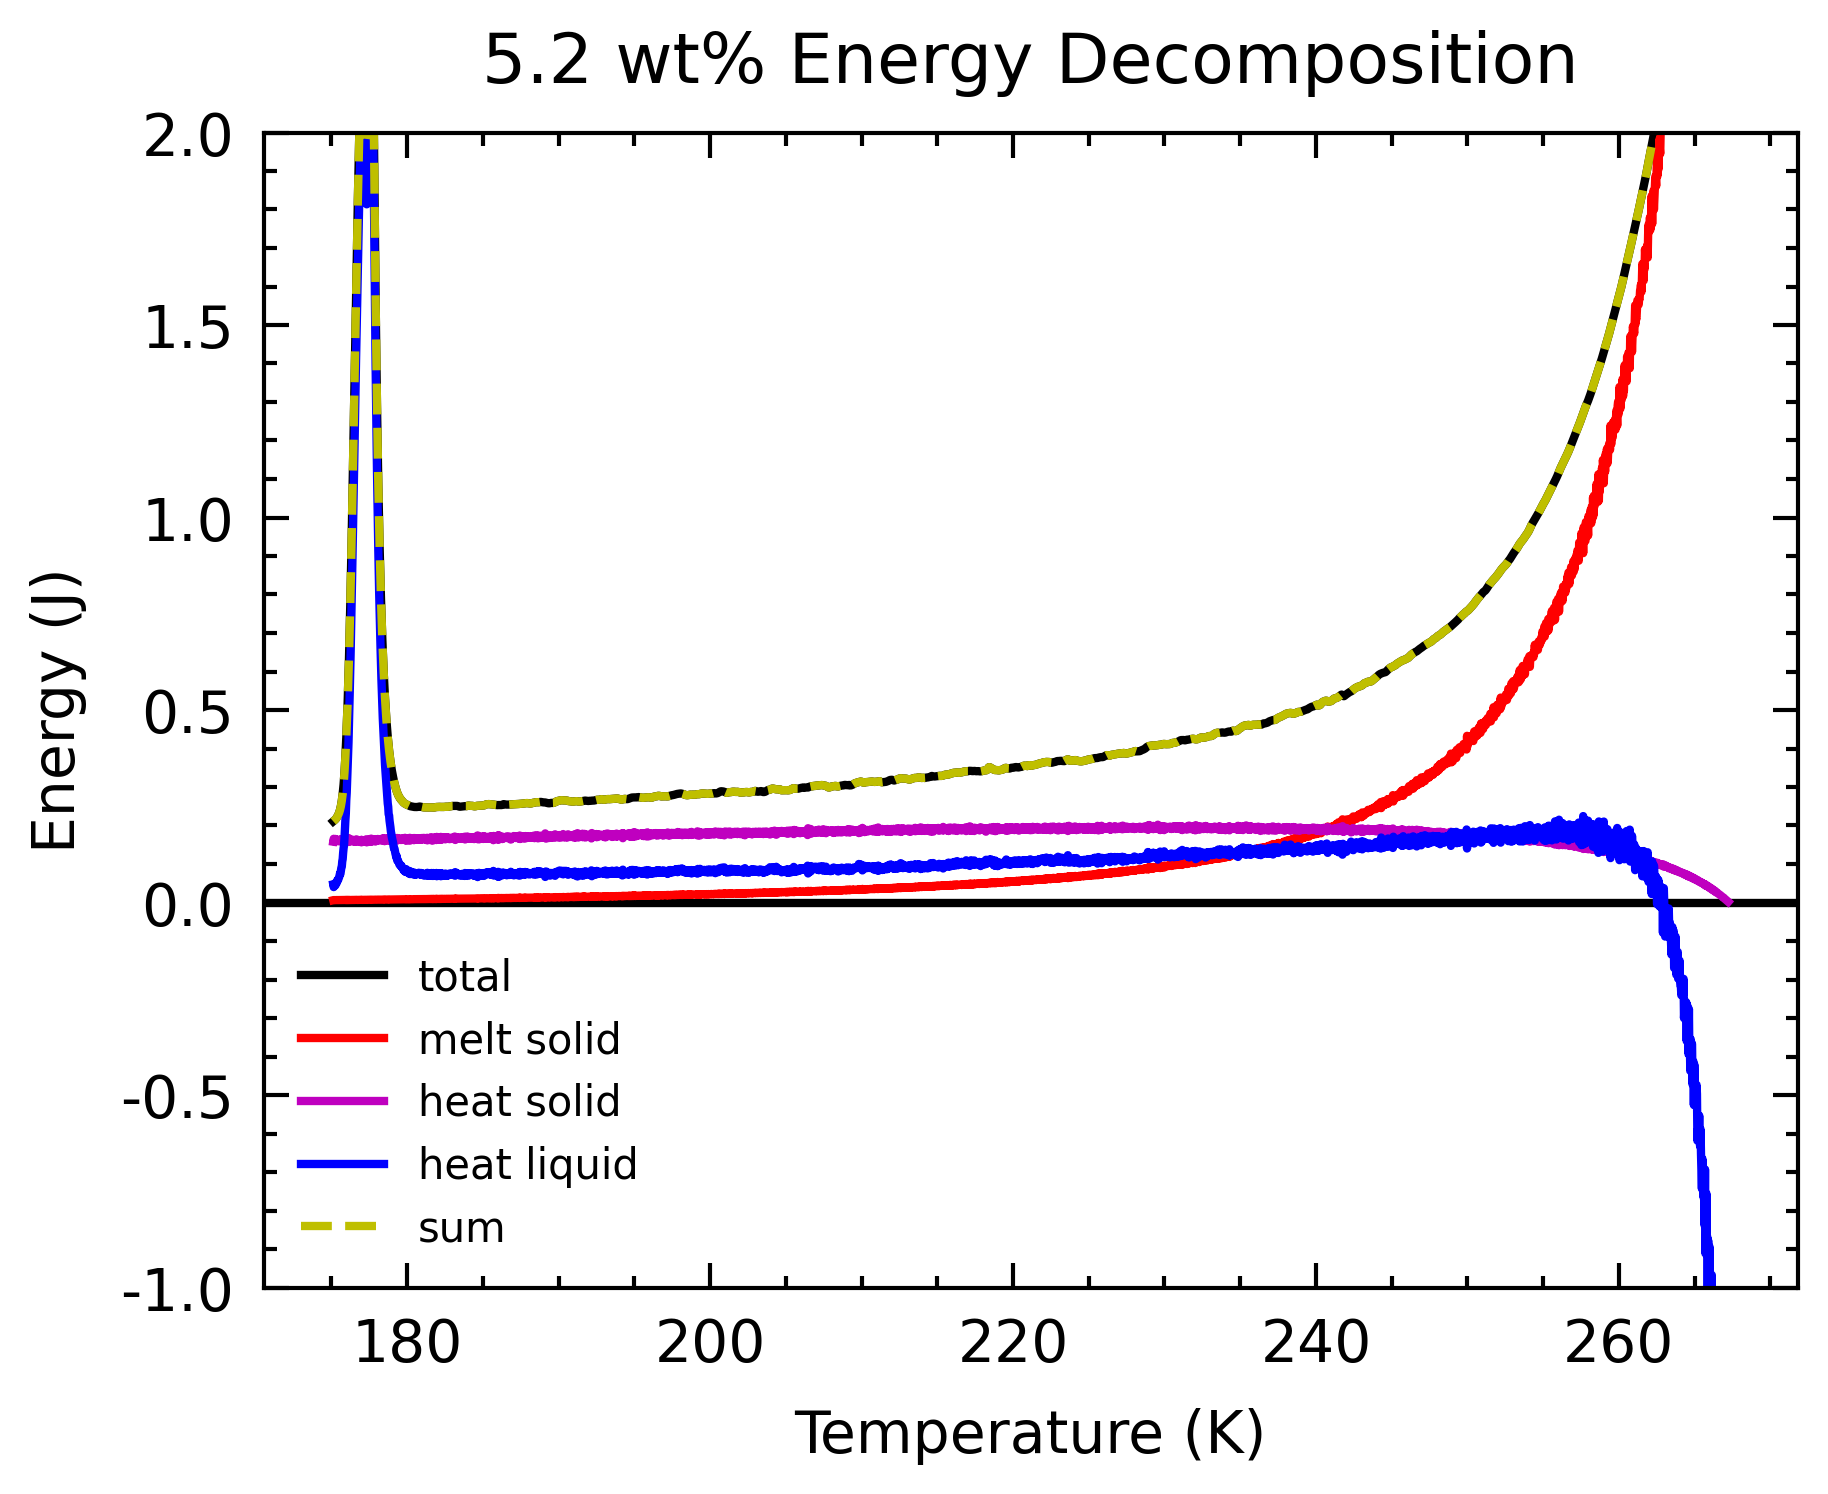 5.2 wt% Energy Decomposition
2.0
1.5
1.0
0.5
0.0
-0.5
-1.0
Energy (J)
total
melt solid
heat solid
heat liquid
sum
180 200 220 240 260
Temperature (K)